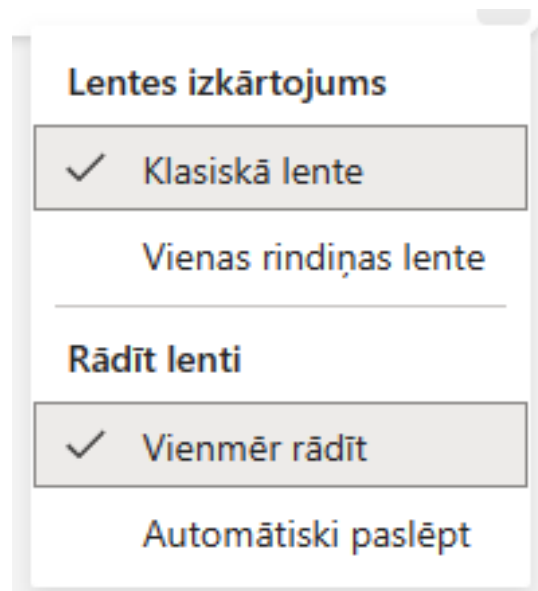 Lentes izkārtojums
Klasiskā lente
Vienas rindiņas lente
Rādīt lenti
Vienmēr rādīt
Automātiski paslēpt